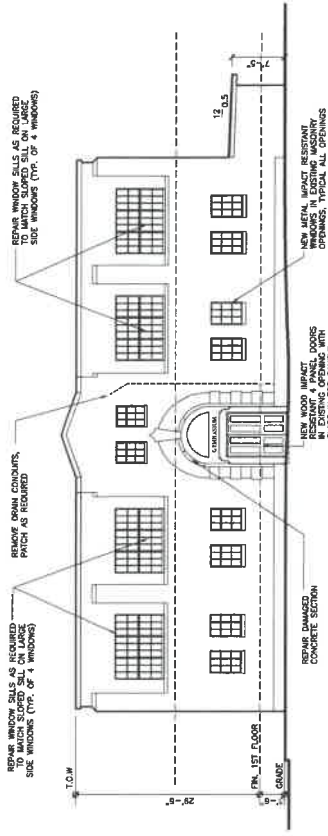 REPAIR WINDOW SILLS AS REQUIRED
TO MATCH SLOPED SILL ON LARGE
SIDE WINDOWS (TYP. OF 4 WINDOWS)
REMOVE DRAIN CONDUITS,
PATCH AS REQUIRED
REPAIR WINDOW SILLS AS REQUIRED
TO MATCH SLOPED SILL ON LARGE
SIDE WINDOWS (TYP. OF 4 WINDOWS)
T.O.W
12
0.5
GYMNASIUM
FIN. 1ST FLOOR
GRADE
7'-5"
REPAIR DAMAGED
CONCRETE SECTION
NEW WOOD IMPACT
RESISTANT 4 PANEL DOORS
IN EXISTING OPENING WITH
NEW METAL IMPACT RESISTANT
WINDOWS IN EXISTING MASONRY
OPENINGS, TYPICAL ALL OPENINGS